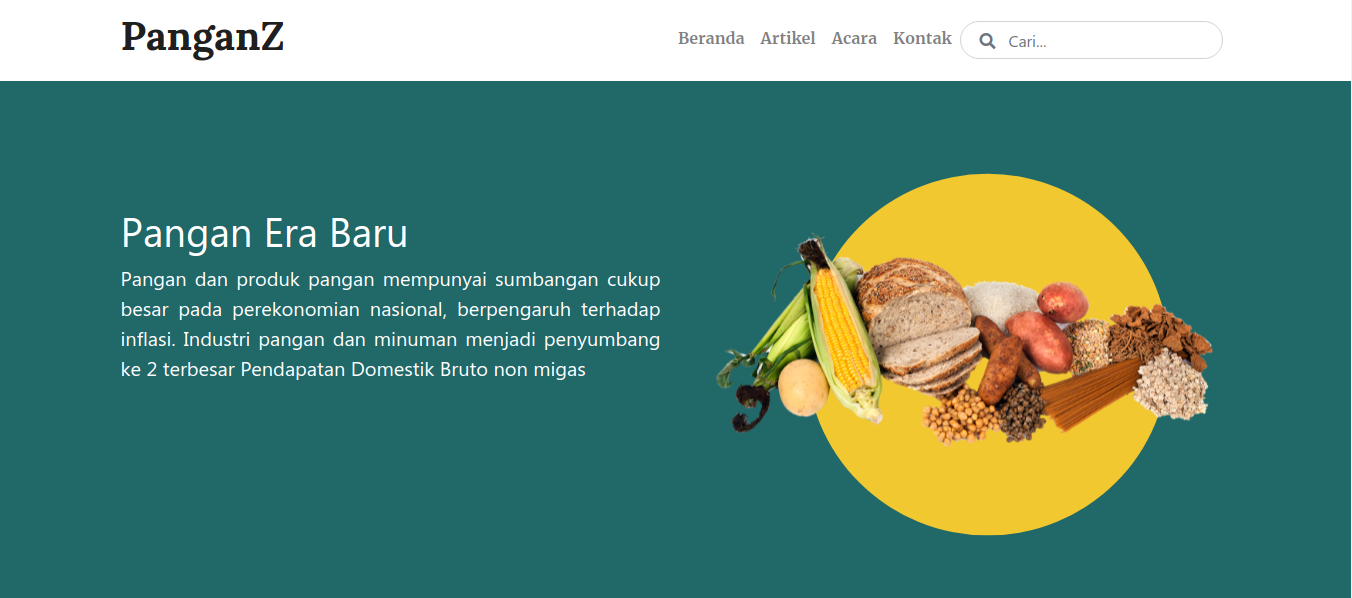 PanganZ
Beranda Artikel Acara Kontak Cari...
Pangan Era Baru
Pangan dan produk pangan mempunyai sumbangan cukup
besar pada perekonomian nasional, berpengaruh terhadap
inflasi. Industri pangan dan minuman menjadi penyumbang
ke 2 terbesar Pendapatan Domestik Bruto non migas